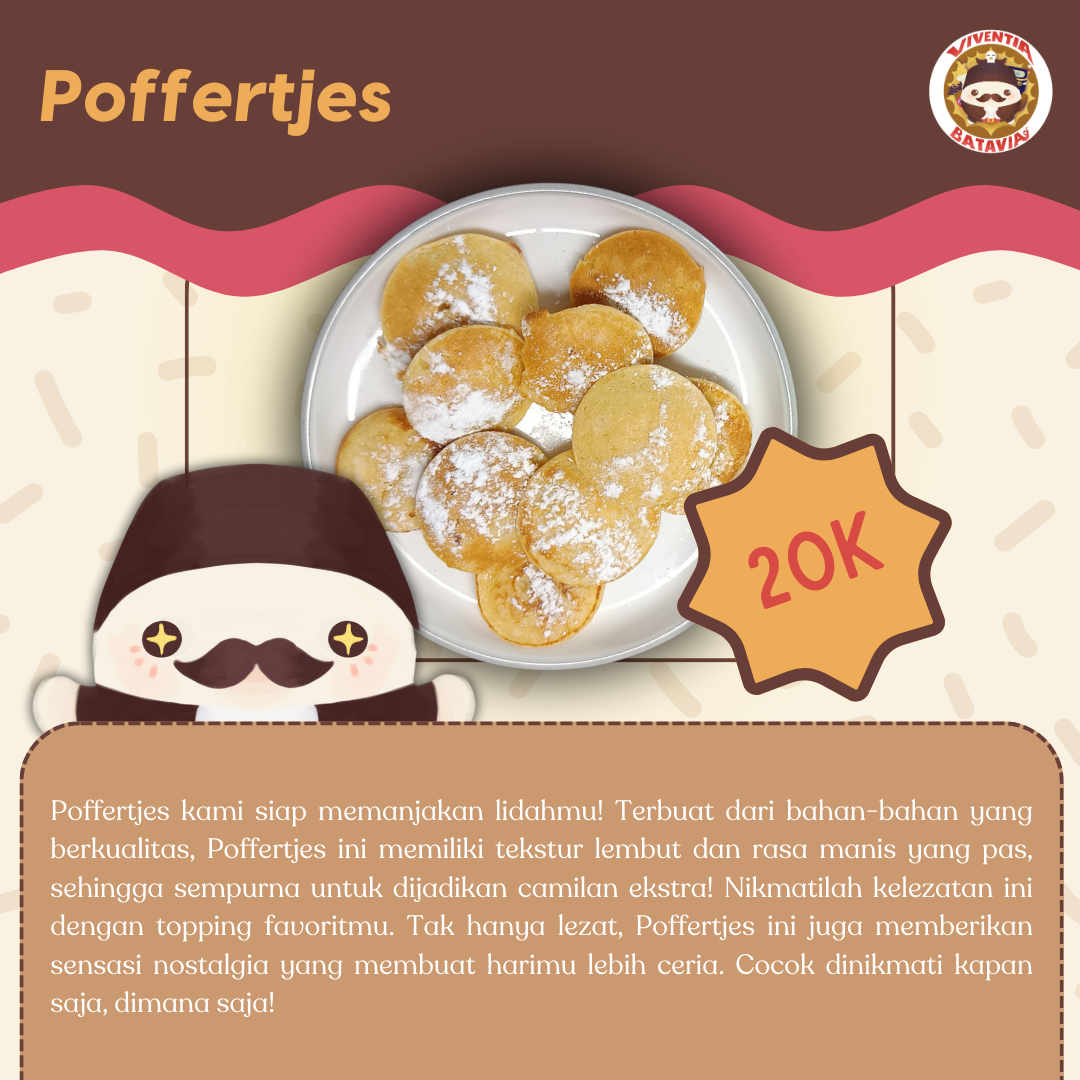 Poffertjes
VIVENTIA
BATAVIA
20K
Poffertjes kami siap memanjakan lidahmu! Terbuat dari bahan-bahan yang
berkualitas, Poffertjes ini memiliki tekstur lembut dan rasa manis yang pas,
sehingga sempurna untuk dijadikan camilan ekstra! Nikmatilah kelezatan ini
dengan topping favoritmu. Tak hanya lezat, Poffertjes ini juga memberikan
sensasi nostalgia yang membuat harimu lebih ceria. Cocok dinikmati kapan
saja, dimana saja!